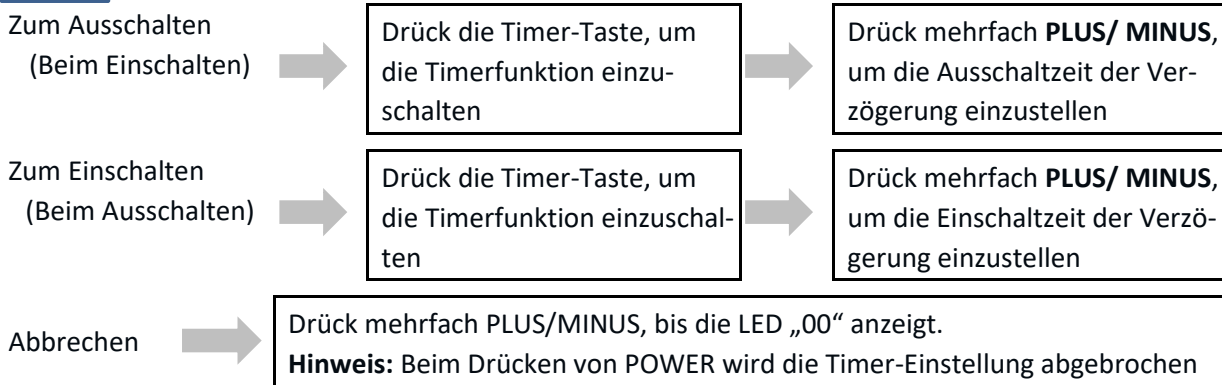 Zum Ausschalten
(Beim Einschalten)
Drück die Timer-Taste, um
die Timerfunktion einzu-
schalten
Drück mehrfach PLUS/ MINUS,
um die Ausschaltzeit der Ver-
zögerung einzustellen
Zum Einschalten
(Beim Ausschalten)
Drück die Timer-Taste, um
die Timerfunktion einzuschal-
ten
Drück mehrfach PLUS/ MINUS,
um die Einschaltzeit der Verzö-
gerung einzustellen
Abbrechen
Drück mehrfach PLUS/MINUS, bis die LED „00“ anzeigt.
Hinweis: Beim Drücken von POWER wird die Timer-Einstellung abgebrochen